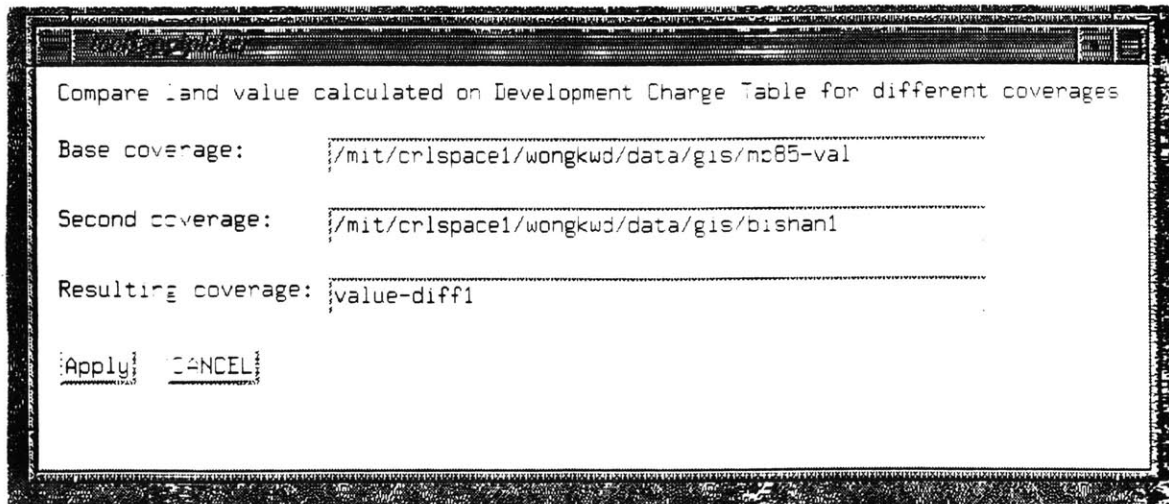 Compare land value calculated on Development Charge Table for different coverages
Base coverage: /mit/crlspace1/wongkwd/data/gis/mp85-val
Second coverage: /mit/crlspace1/wongkwd/data/gis/bishan1
Resulting coverage: value-diff1
Apply CANCEL